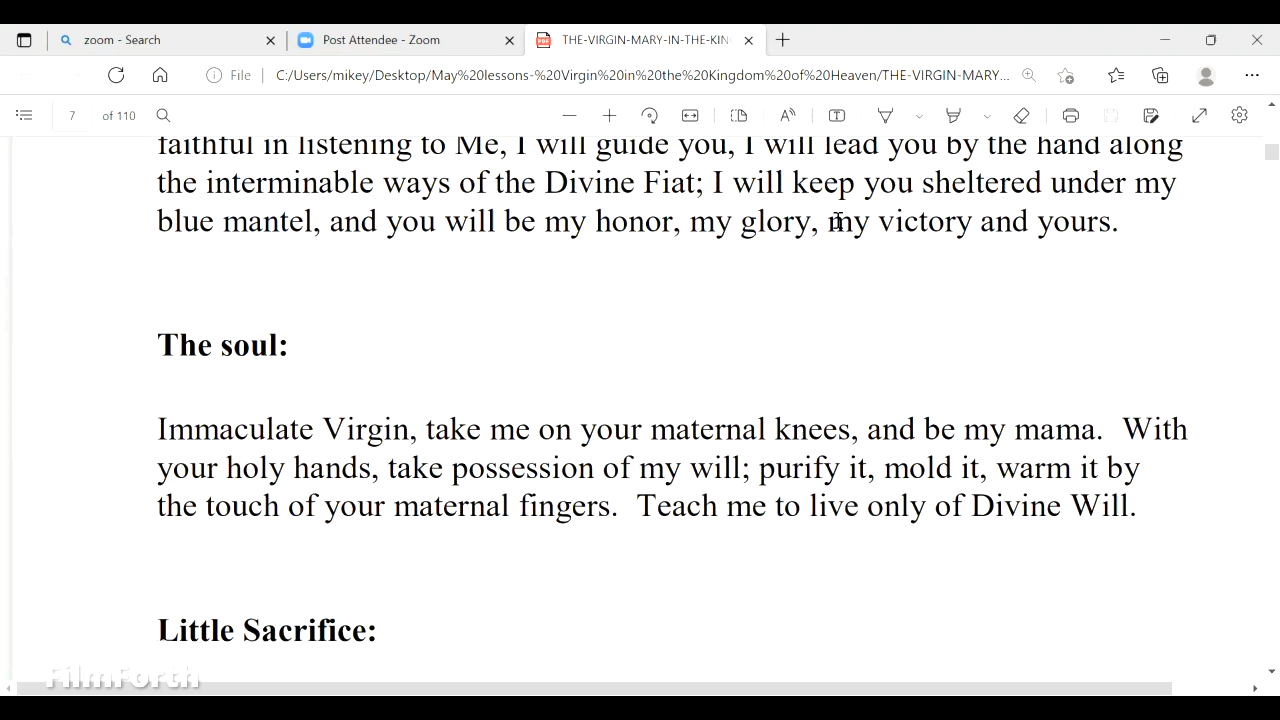 zoom - Search
Post Attendee - Zoom
THE-VIRGIN-MARY-IN-THE-KIN
File
C:/Users/mikey/Desktop/May%20lessons-%20Virgin%20in%20the%20Kingdom%20of%20Heaven/THE-VIRGIN-MARY...
7 of 110
faithful in listening to Me, I will guide you, I will lead you by the hand along
the interminable ways of the Divine Fiat; I will keep you sheltered under my
blue mantel, and you will be my honor, my glory, my victory and yours.
The soul:
Immaculate Virgin, take me on your maternal knees, and be my mama. With
your holy hands, take possession of my will; purify it, mold it, warm it by
the touch of your maternal fingers. Teach me to live only of Divine Will.
Little Sacrifice:
FilmForth